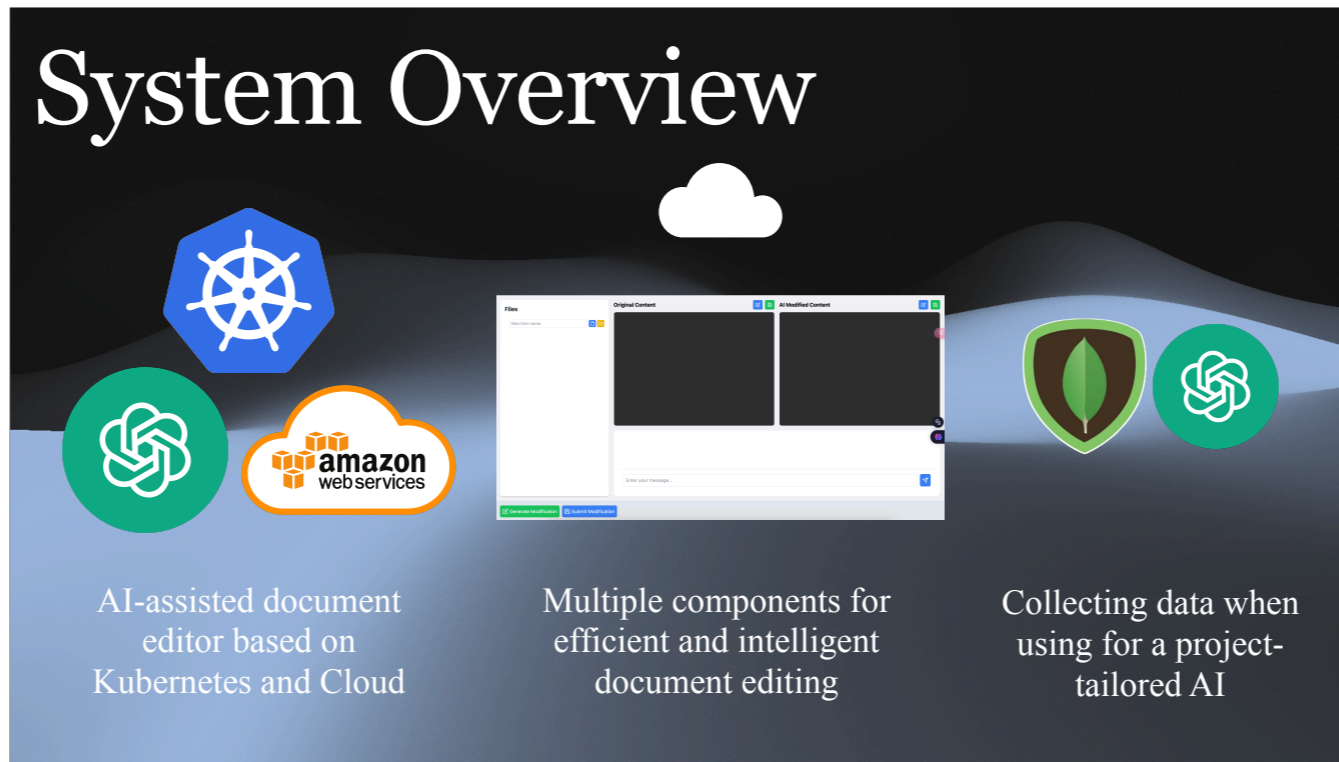 System Overview
Files
New item name
Original Content
AI Modified Content
Enter your message...
Generate Modification
Submit Modification
amazon
webservices
AI-assisted document
editor based on
Kubernetes and Cloud
Multiple components for
efficient and intelligent
document editing
Collecting data when
using for a project-
tailored AI